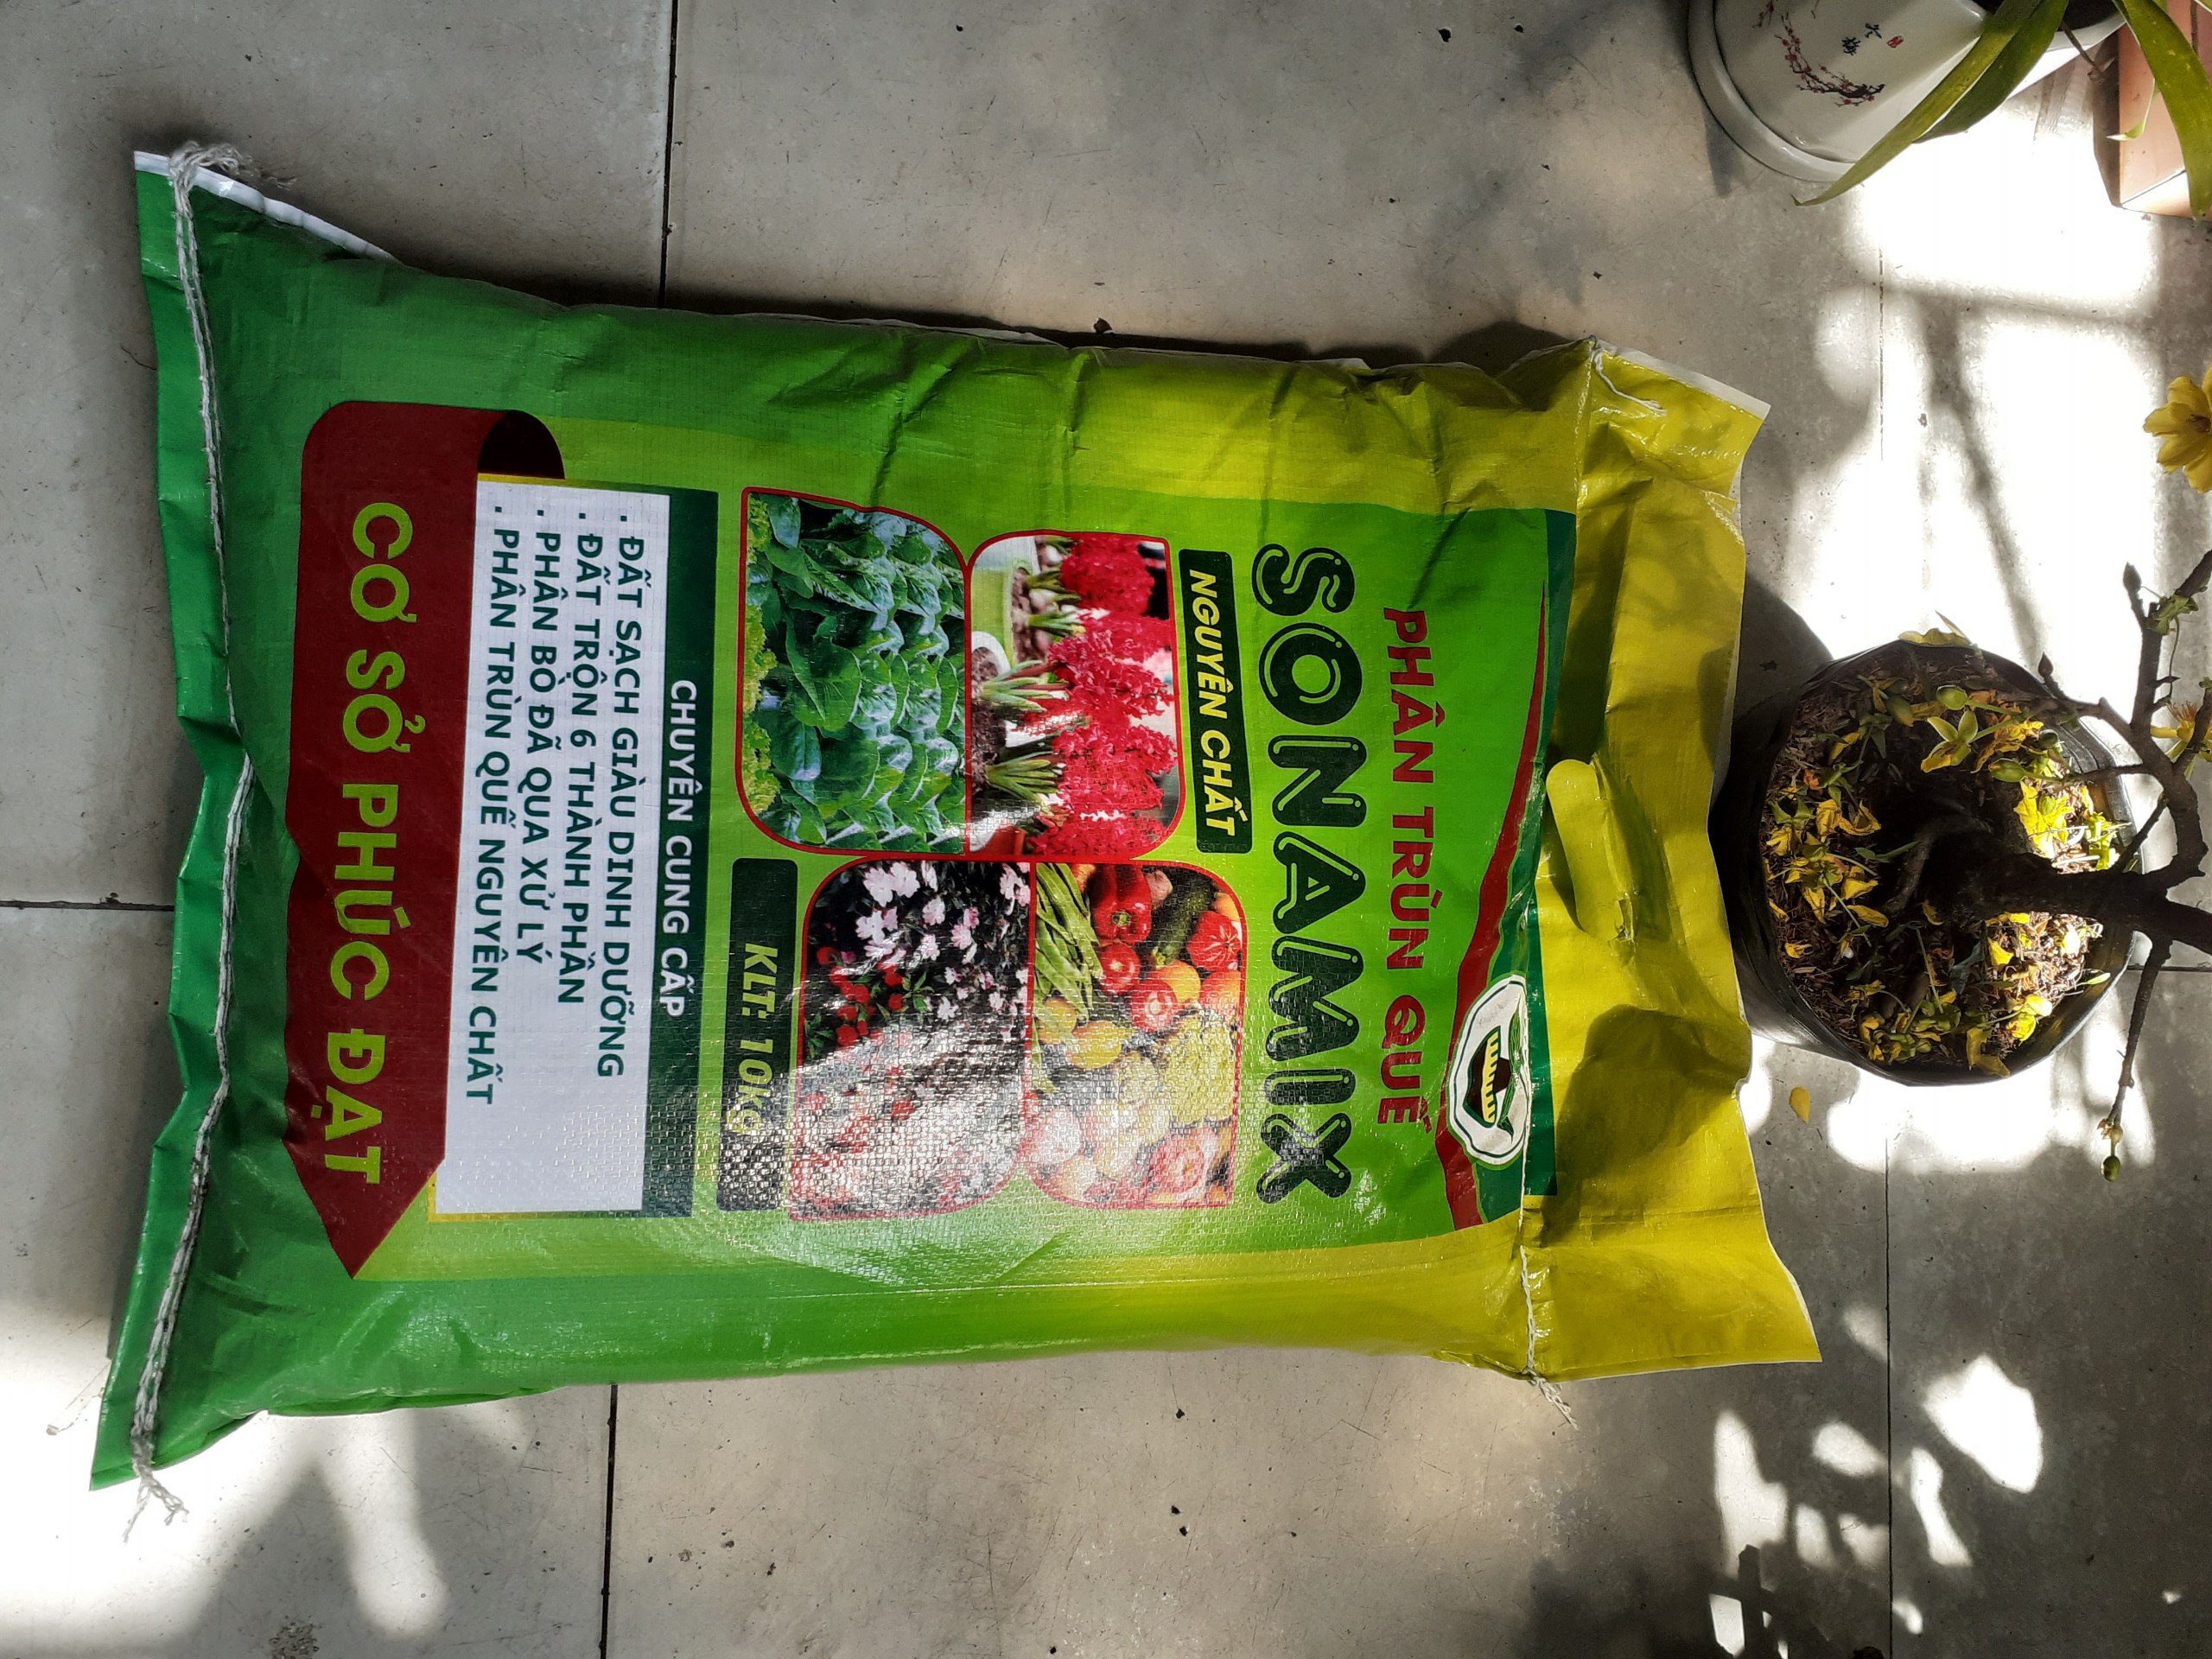 PHÂN TRÙN QUẾ
SONAMIX
NGUYÊN CHẤT
KLT: 10KG
CHUYÊN CUNG CẤP
. ĐẤT SẠCH GIÀU DINH DƯỠNG
. ĐẤT TRỘN 6 THÀNH PHẦN
. PHÂN BÒ ĐÃ QUA XỬ LÝ
. PHÂN TRÙN QUẾ NGUYÊN CHẤT
CƠ SỞ PHÚC ĐẠT